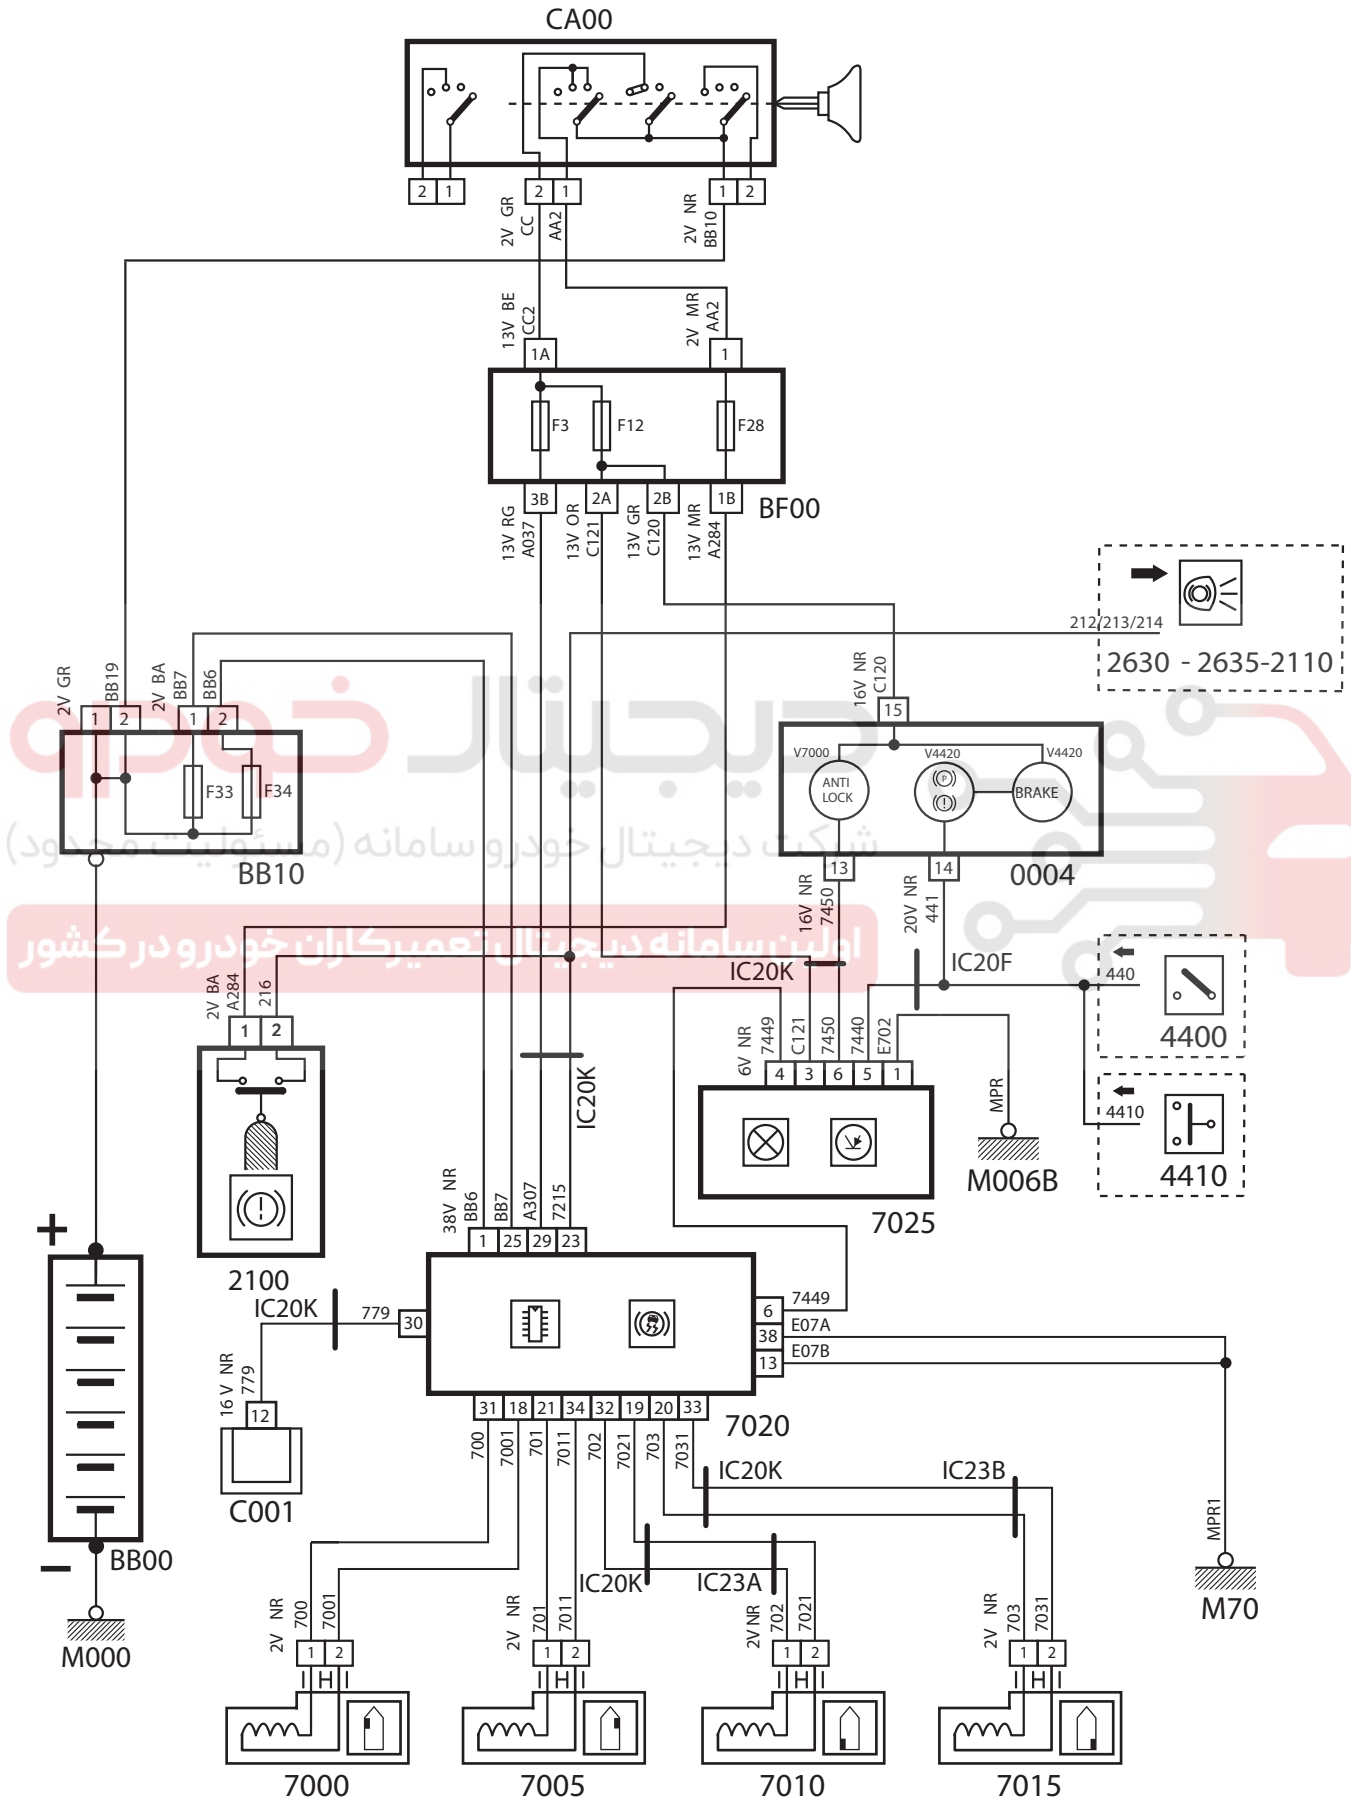 CA00
2 1
2 1
1 2
2V GR
CC
AA2
2V NR
BB10
13V BE
CC2
2V MR
AA2
1A
1
F3
F12
F28
3B
2A
2B
1B
BF00
13V RG
A037
13V OR
C121
13V GR
C120
13V MR
A284
212/213/214
2630 - 2635-2110
2V GR
BB19
2V BA
BB7
BB6
16V NR
C120
1 2
1 2
15
دیجیتال خودرو
V7000
V4420
V4420
F33
F34
ANTI
LOCK
P
BRAKE
شرکت دیجیتال خودرو سامانه (مسئولیت محدود)
BB10
13
14
0004
16V NR
7450
20V NR
441
اولین سامانه دیجیتال تعمیرکاران خودرو در کشور
IC20K
IC20F
440
4400
2V BA
A284
216
1 2
6V NR
7449
C121
7450
7440
E702
4 3 6 5 1
IC20K
MPR
M006B
4410
4410
7025
38V NR
BB6
BB7
A307
7215
1 25 29 23
2100
IC20K
779
30
6
7449
38
E07A
13
E07B
+
16 V NR
779
12
C001
31 18 21 34 32 19 20 33
7020
700
7001
701
7011
702
7021
703
7031
IC20K
IC23B
BB00
–
M000
IC20K
IC23A
MPR1
M70
2V NR
700
7001
2V NR
701
7011
2V NR
702
7021
2V NR
703
7031
1 2
1 2
1 2
1 2
7000
7005
7010
7015